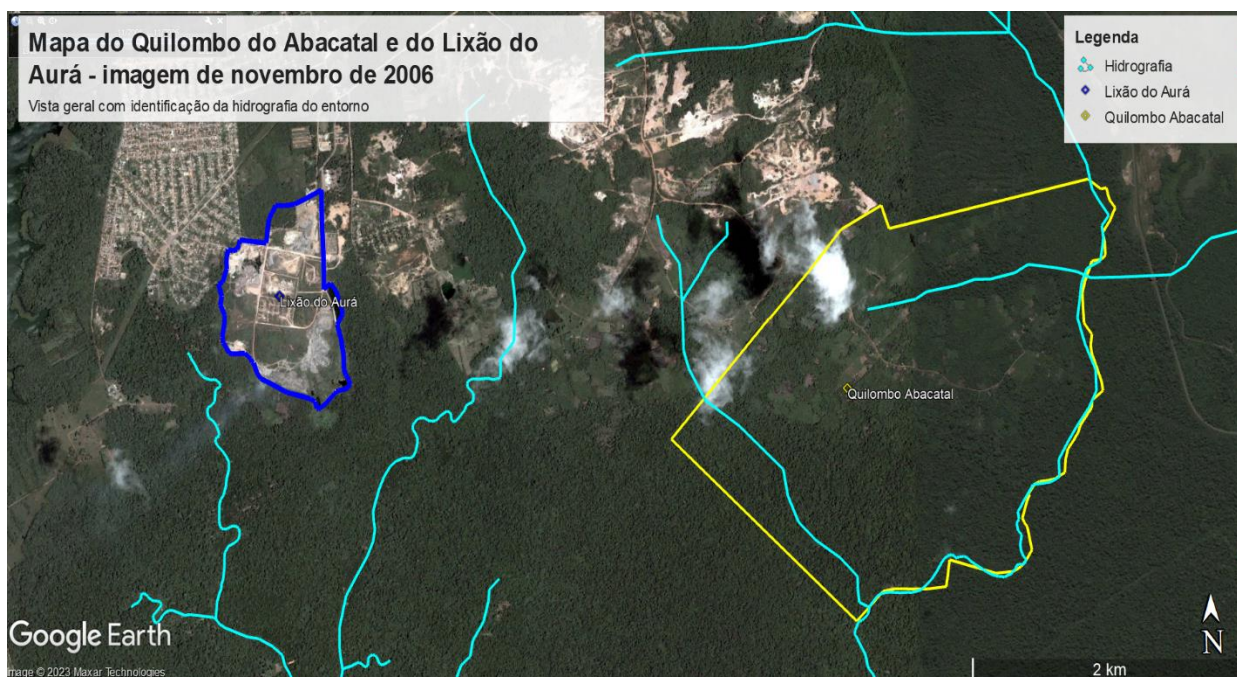 Mapa do Quilombo do Abacatal e do Lixão do
Aurá - imagem de novembro de 2006
Vista geral com identificação da hidrografia do entorno
Legenda
Hidrografia
Lixão do Aurá
Quilombo Abacatal
Lixão do Aurá
Quilombo Abacatal
Google Earth
Image © 2023 Maxar Technologies
N
2 km